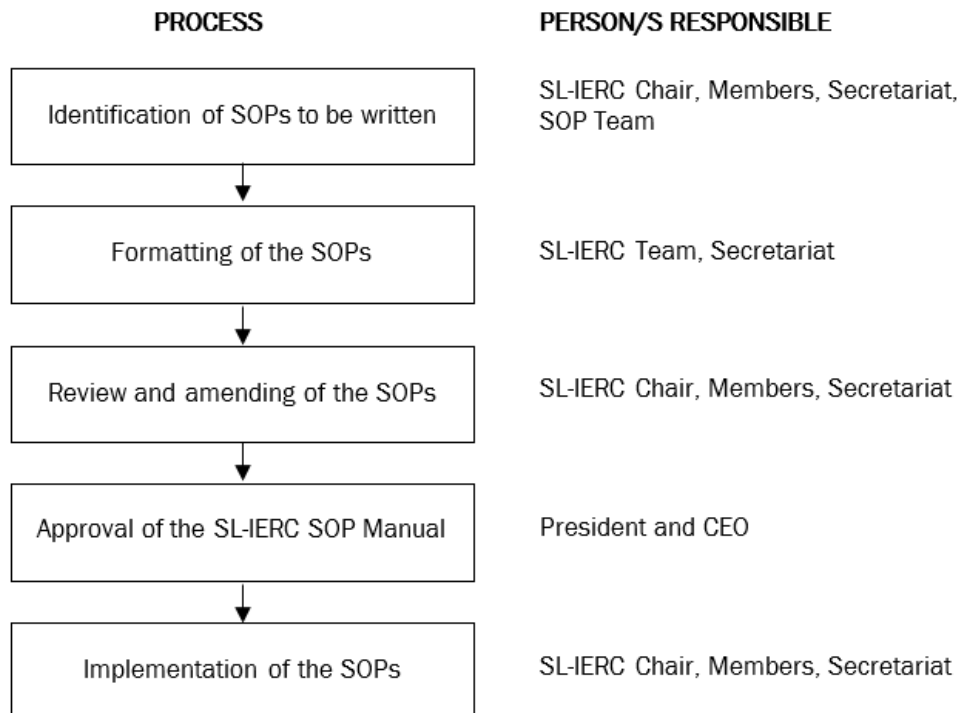 PROCESS
PERSON/S RESPONSIBLE
Identification of SOPs to be written
SL-IERC Chair, Members, Secretariat,
SOP Team
Formatting of the SOPs
SL-IERC Team, Secretariat
Review and amending of the SOPs
SL-IERC Chair, Members, Secretariat
Approval of the SL-IERC SOP Manual
President and CEO
Implementation of the SOPs
SL-IERC Chair, Members, Secretariat